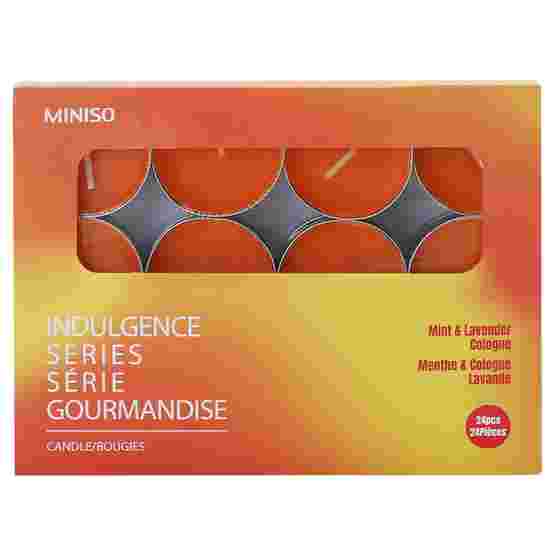 MINISO
INDULGENCE
SERIES
SÉRIE
GOURMANDISE
CANDLE/BOUGIES
Mint & Lavender
Cologne
Menthe & Cologne
Lavande
24pcs
24Pièces